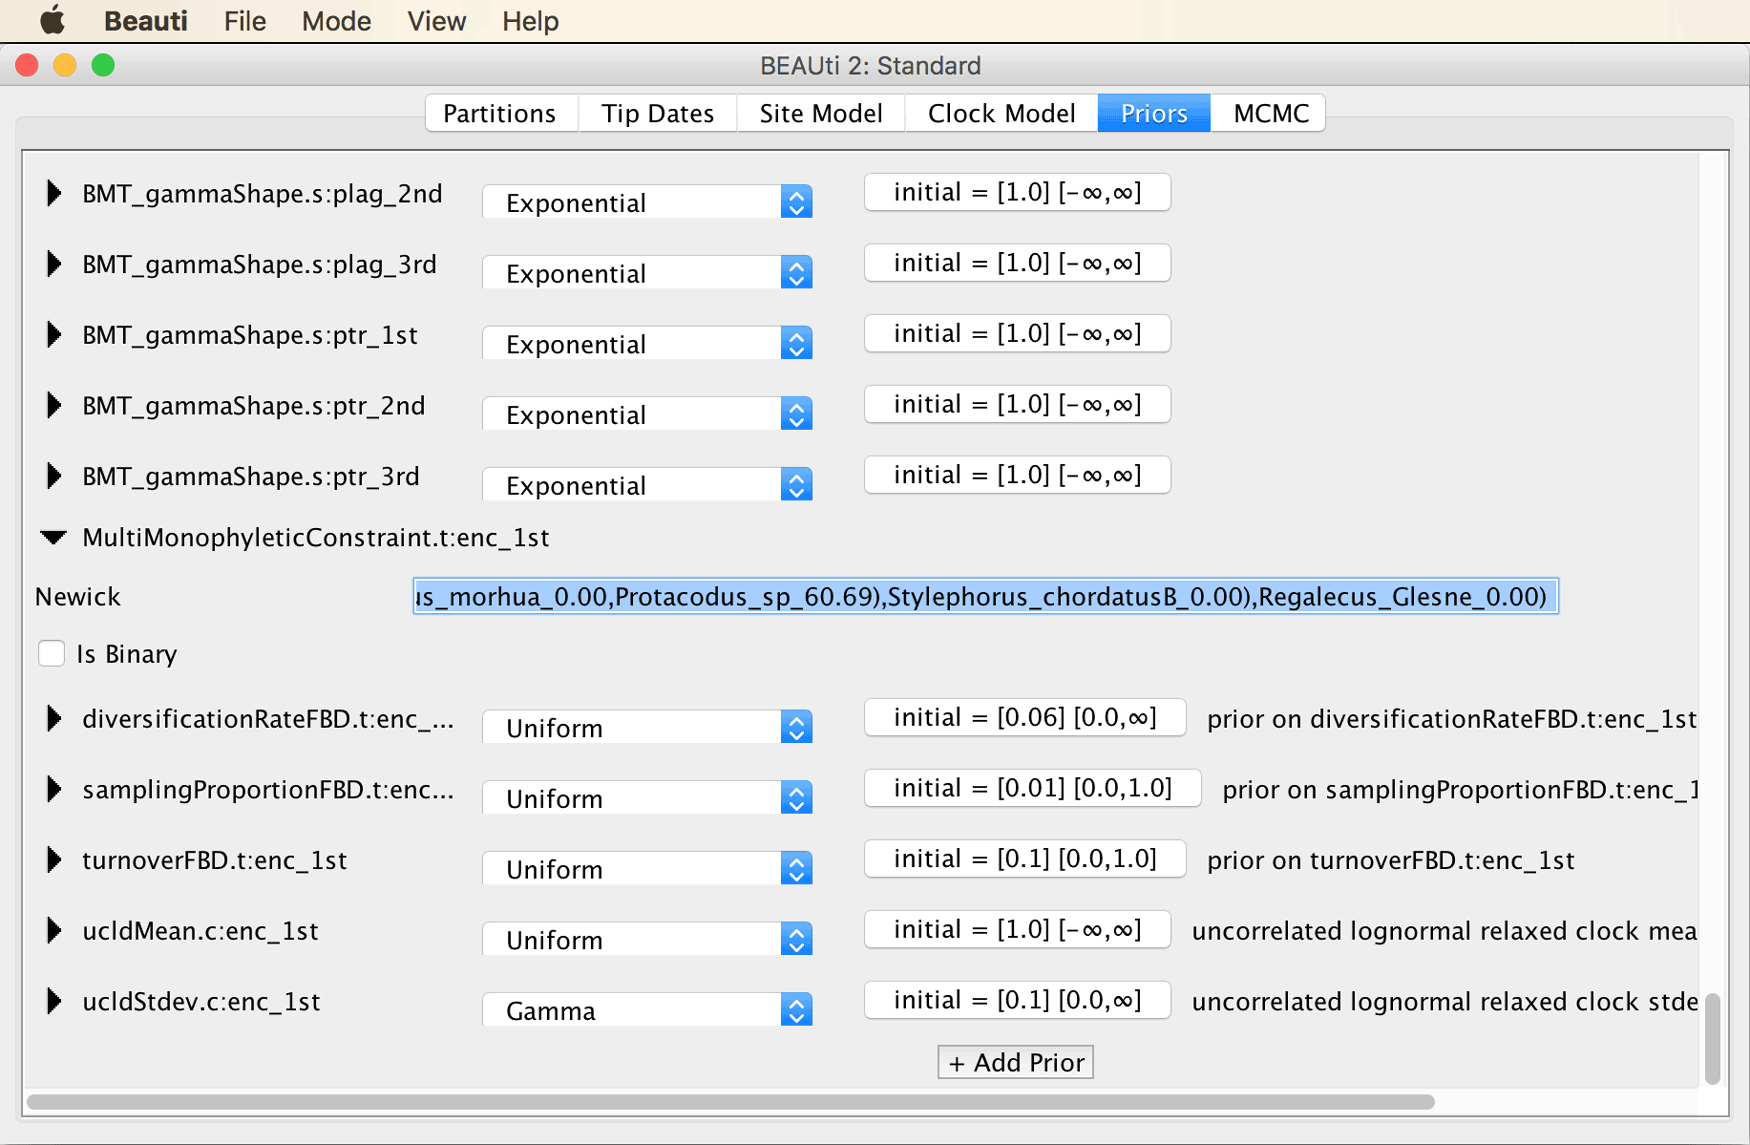 Beauti File Mode View Help
BEAUti 2: Standard
Partitions Tip Dates Site Model Clock Model Priors MCMC
BMT_gammaShape.s:plag_2nd Exponential initial = [1.0] [-∞,∞]
BMT_gammaShape.s:plag_3rd Exponential initial = [1.0] [-∞,∞]
BMT_gammaShape.s:ptr_1st Exponential initial = [1.0] [-∞,∞]
BMT_gammaShape.s:ptr_2nd Exponential initial = [1.0] [-∞,∞]
BMT_gammaShape.s:ptr_3rd Exponential initial = [1.0] [-∞,∞]
MultiMonophyleticConstraint.t:enc_1st
Newick us_morhua_0.00,Protacodus_sp_60.69),Stylephorus_chordatusB_0.00),Regalecus_Glesne_0.00)
Is Binary
diversificationRateFBD.t:enc_... Uniform initial = [0.06] [0.0,∞] prior on diversificationRateFBD.t:enc_1st
samplingProportionFBD.t:enc... Uniform initial = [0.01] [0.0,1.0] prior on samplingProportionFBD.t:enc_1
turnoverFBD.t:enc_1st Uniform initial = [0.1] [0.0,1.0] prior on turnoverFBD.t:enc_1st
ucldMean.c:enc_1st Uniform initial = [1.0] [-∞,∞] uncorrelated lognormal relaxed clock mea
ucldStdev.c:enc_1st Gamma initial = [0.1] [0.0,∞] uncorrelated lognormal relaxed clock stde
+ Add Prior